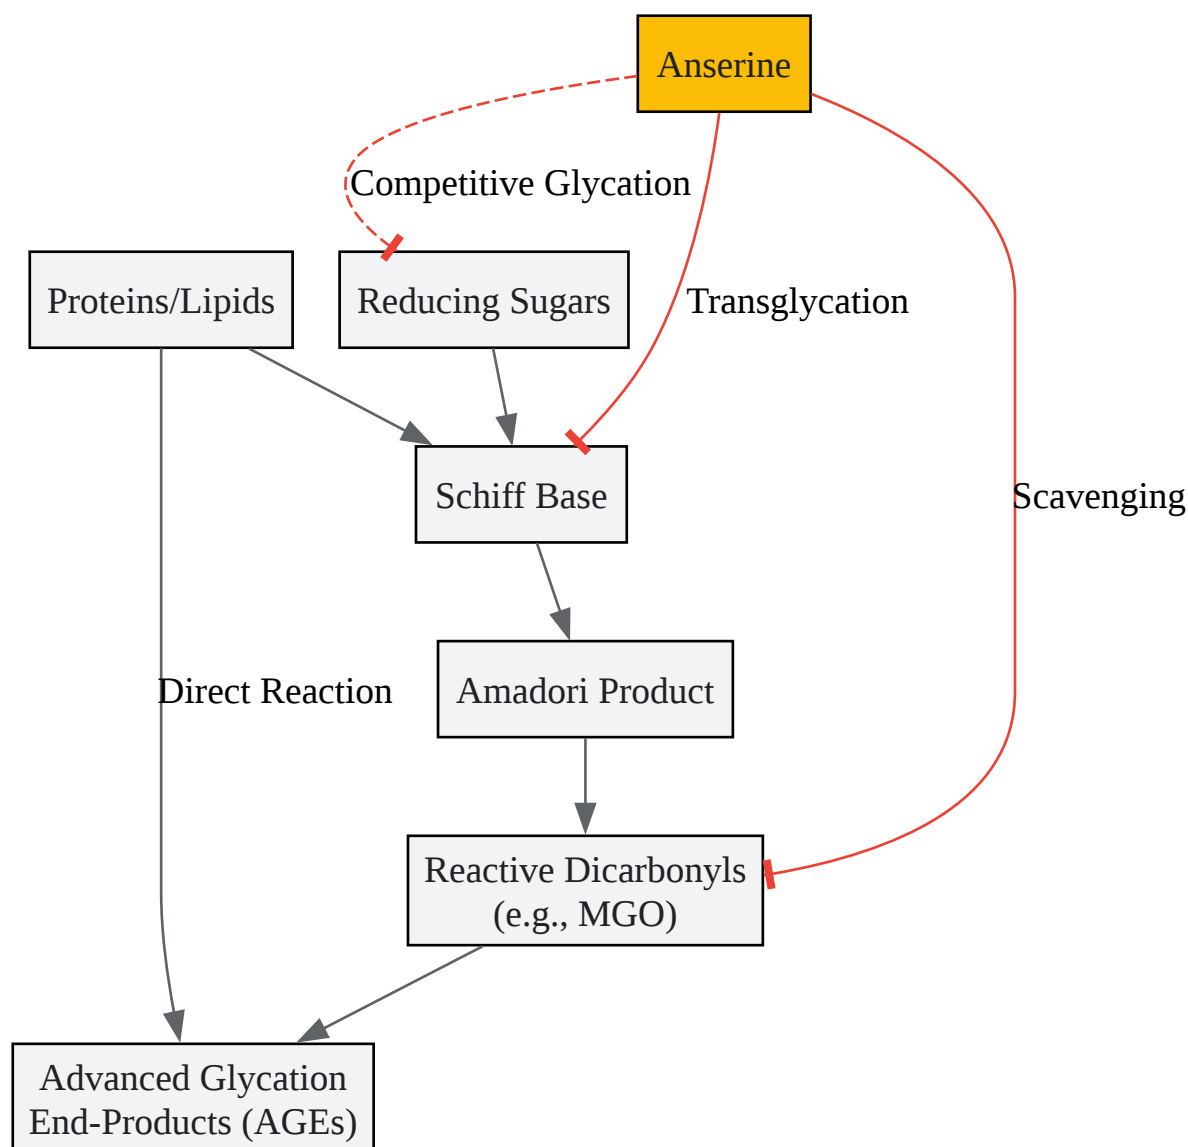 Anserine
Competitive Glycation
Proteins/Lipids
Reducing Sugars
Transglycation
Schiff Base
Scavenging
Direct Reaction
Amadori Product
Reactive Dicarbonyls
(e.g., MGO)
Advanced Glycation
End-Products (AGEs)